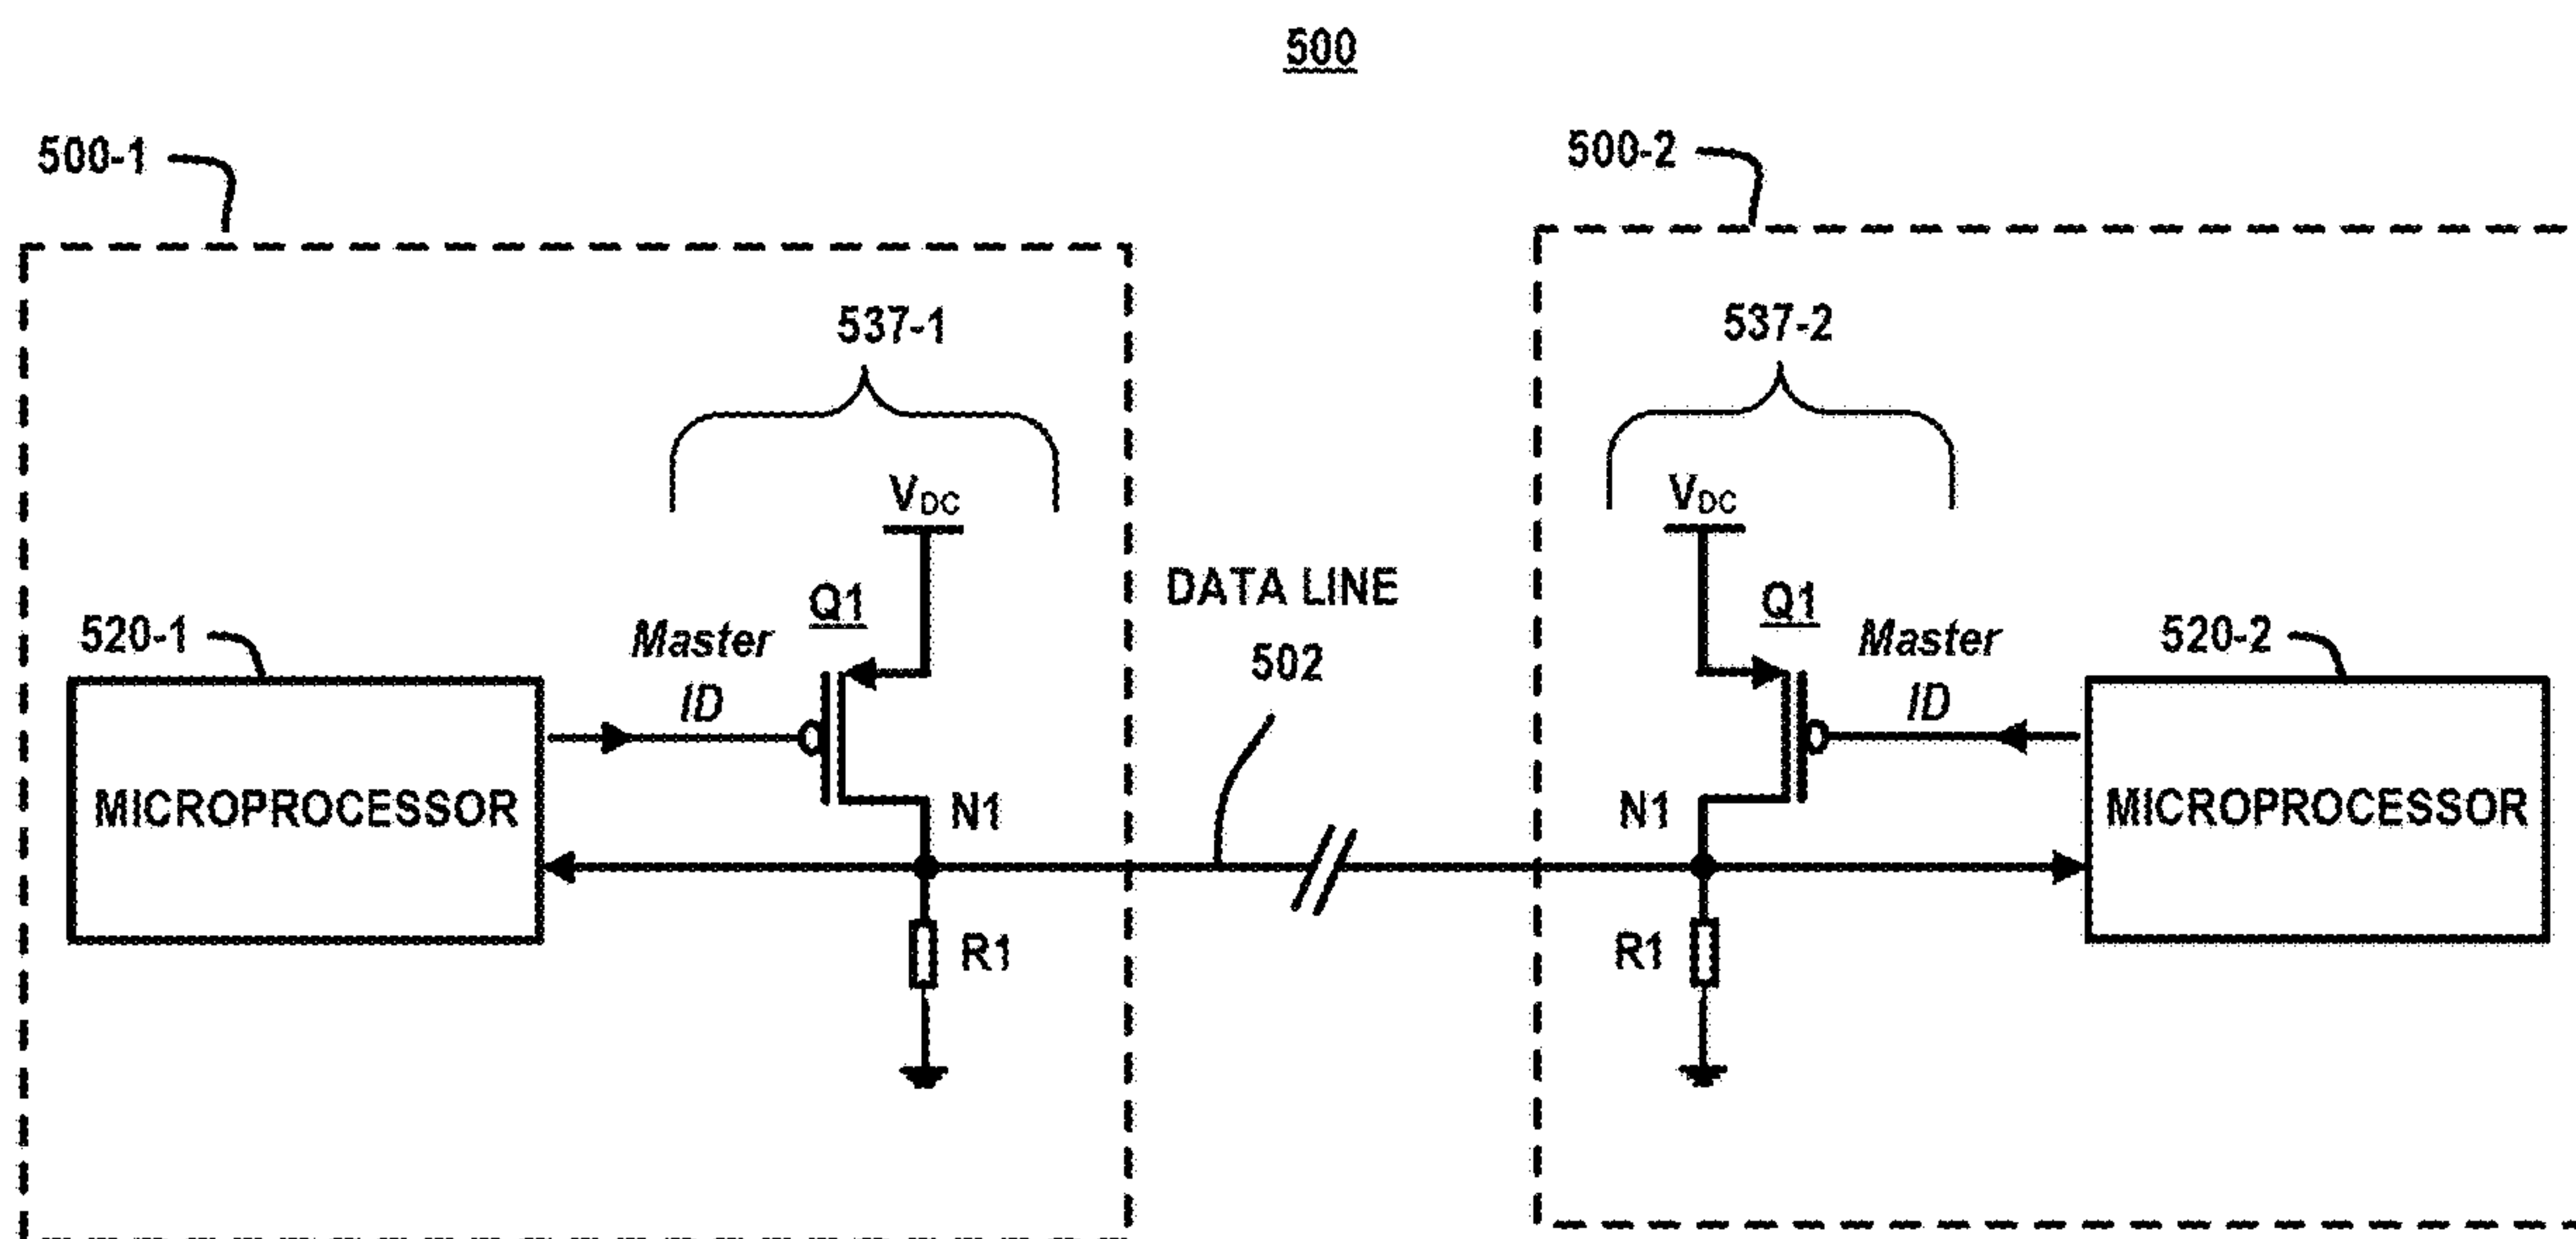 500
500-1
500-2
537-1
537-2
VDC
VDC
DATA LINE
502
Q1
Q1
Master
ID
Master
ID
520-1
520-2
MICROPROCESSOR
MICROPROCESSOR
N1
N1
R1
R1